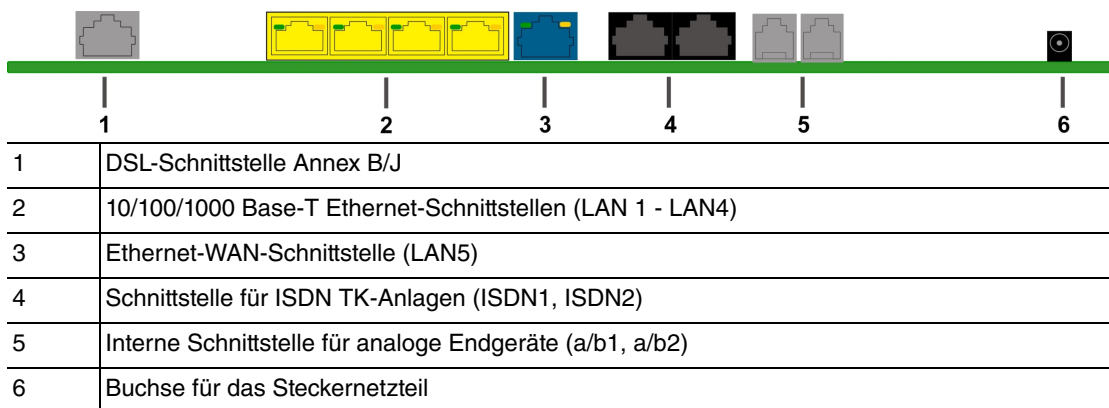 1 2 3 4 5 6
1 DSL-Schnittstelle Annex B/J
2 10/100/1000 Base-T Ethernet-Schnittstellen (LAN 1 - LAN4)
3 Ethernet-WAN-Schnittstelle (LAN5)
4 Schnittstelle für ISDN TK-Anlagen (ISDN1, ISDN2)
5 Interne Schnittstelle für analoge Endgeräte (a/b1, a/b2)
6 Buchse für das Steckernetzteil